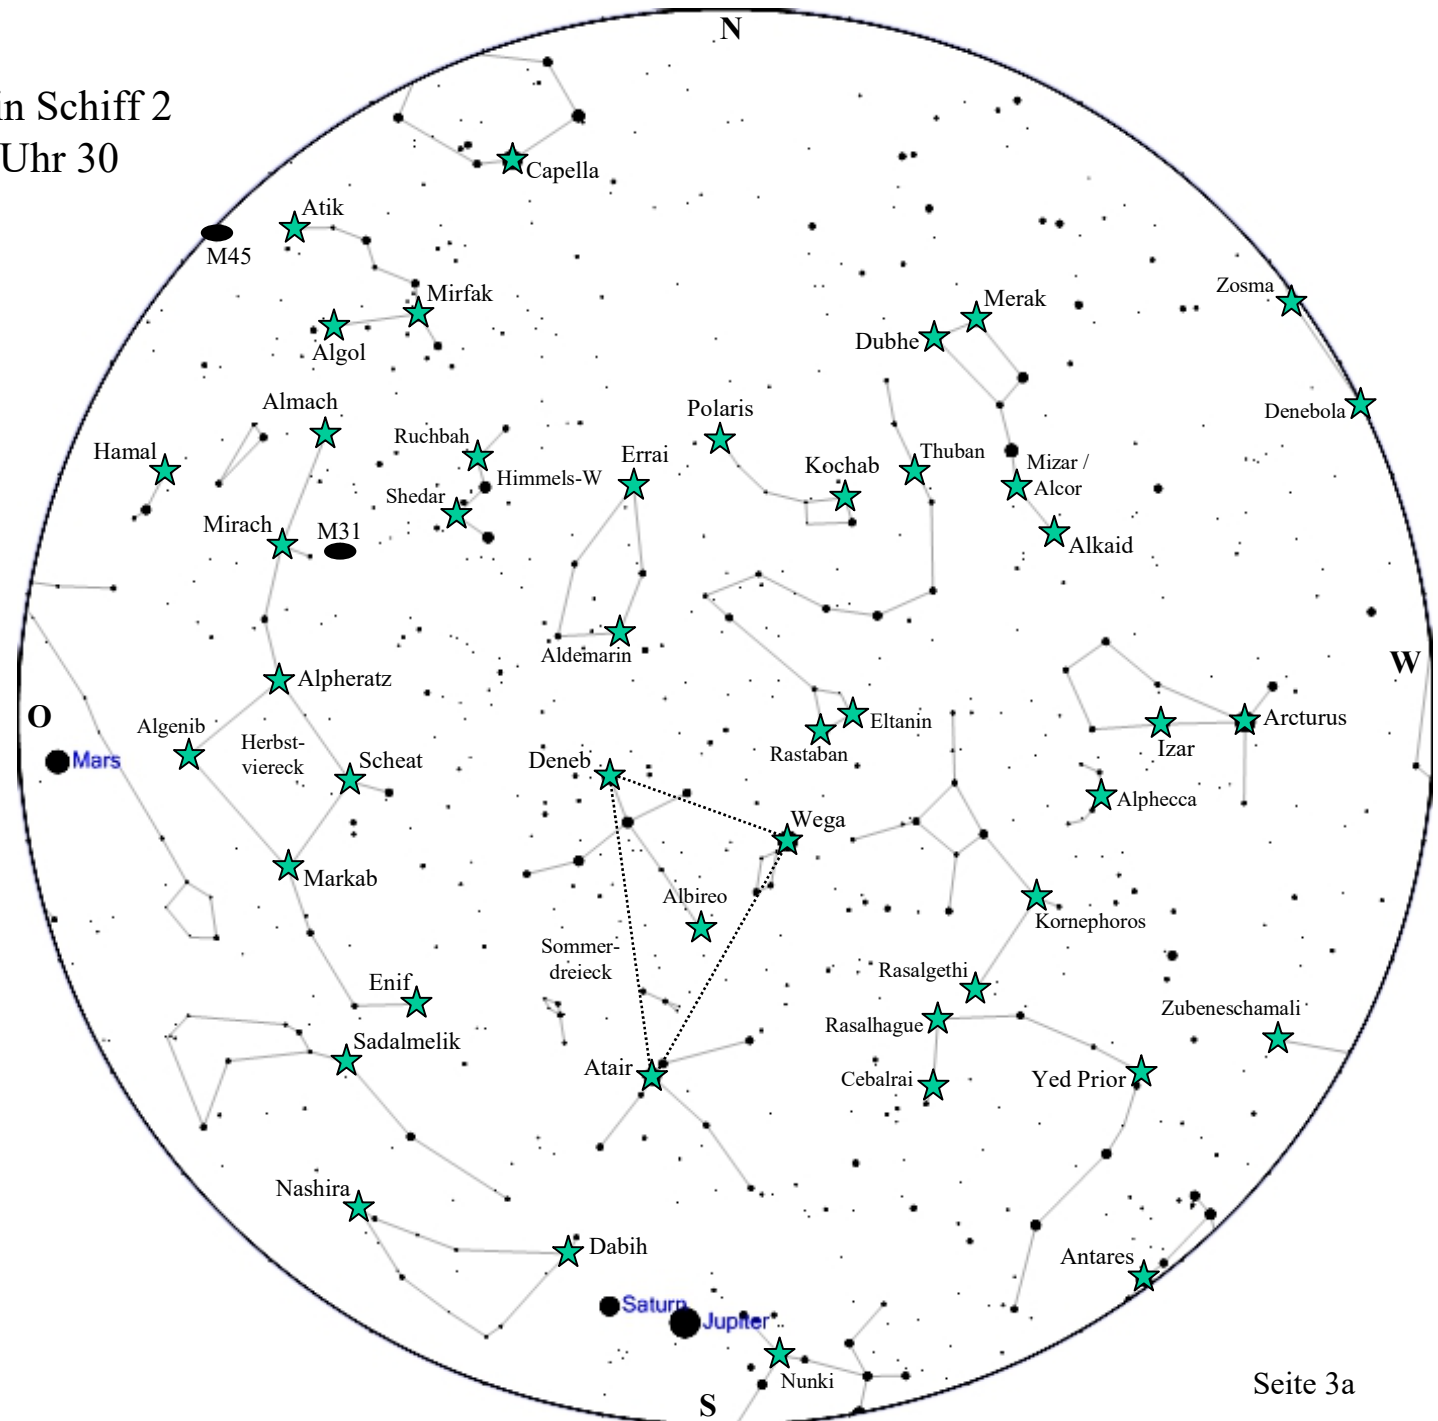 N
in Schiff 2
Uhr 30
Capella
Atik
M45
Mirfak
Algol
Zosma
Merak
Dubhe
Denebola
Almach
Hamal
Ruchbah
Himmels-W
Shedar
Polaris
Errai
Kochab
Thuban
Mizar /
Alcor
Alkaid
Mirach
M31
Aldemarin
W
O
Alpheratz
Algenib
Herbst-
viereck
Scheat
Mars
Eltanin
Rastaban
Deneb
Izar
Arcturus
Alphecca
Wega
Markab
Albireo
Kornephoros
Sommer-
dreieck
Enif
Rasalgethi
Rasalhague
Zubeneschamali
Sadalmelik
Atair
Cebalrai
Yed Prior
Nashira
Dabih
Antares
Saturn
Jupiter
Nunki
Seite 3a
S